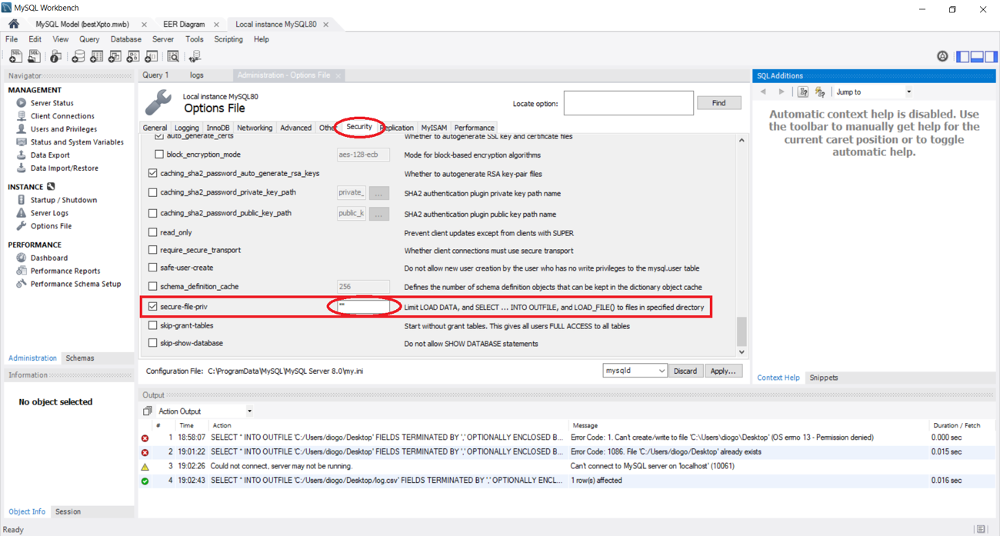 MySQL Workbench
MySQL Model (bestXpto.mwb)
EER Diagram
Local instance MySQL80
File Edit View Query Database Server Tools Scripting Help
Navigator
MANAGEMENT
Server Status
Client Connections
Users and Privileges
Status and System Variables
Data Export
Data Import/Restore
INSTANCE
Startup / Shutdown
Server Logs
Options File
PERFORMANCE
Dashboard
Performance Reports
Performance Schema Setup
Administration Schemas
Information
No object selected
Object Info Session
Ready
Query 1 logs Administration - Options File
Local instance MySQL80
Options File
Locate option: Find
General Logging InnoDB Networking Advanced Othe Security Replication MyISAM Performance
auto_generate_certs Whether to autogenerate SSL key and certificate files
block_encryption_mode aes-128-ecb Mode for block-based encryption algorithms
caching_sha2_password_auto_generate_rsa_keys Whether to autogenerate RSA key-pair files
caching_sha2_password_private_key_path private_ ... SHA2 authentication plugin private key path name
caching_sha2_password_public_key_path public_k ... SHA2 authentication plugin public key path name
read_only Prevent client updates except from clients with SUPER
require_secure_transport Whether client connections must use secure transport
safe-user-create Do not allow new user creation by the user who has no write privileges to the mysql.user table
schema_definition_cache 256 Defines the number of schema definition objects that can be kept in the dictionary object cache
secure-file-priv "" Limit LOAD DATA, and SELECT ... INTO OUTFILE, and LOAD_FILE() to files in specified directory
skip-grant-tables Start without grant tables. This gives all users FULL ACCESS to all tables
skip-show-database Do not allow SHOW DATABASE statements
Configuration File: C:\ProgramData\MySQL\MySQL Server 8.0\my.ini mysqld Discard Apply...
SQLAdditions
Jump to
Automatic context help is disabled. Use
the toolbar to manually get help for the
current caret position or to toggle
automatic help.
Context Help Snippets
Output
Action Output
# Time Action Message Duration / Fetch
1 18:58:07 SELECT * INTO OUTFILE 'C:/Users/diogo/Desktop' FIELDS TERMINATED BY ',' OPTIONALLY ENCLOSED B... Error Code: 1. Can't create/write to file 'C:\Users\diogo\Desktop' (OS errno 13 - Permission denied) 0.000 sec
2 19:01:22 SELECT * INTO OUTFILE 'C:/Users/diogo/Desktop' FIELDS TERMINATED BY ',' OPTIONALLY ENCLOSED B... Error Code: 1086. File 'C:/Users/diogo/Desktop' already exists 0.015 sec
3 19:02:26 Could not connect, server may not be running. Can't connect to MySQL server on 'localhost' (10061)
4 19:02:43 SELECT * INTO OUTFILE 'C:/Users/diogo/Desktop/log.csv' FIELDS TERMINATED BY ',' OPTIONALLY ENCL... 1 row(s) affected 0.016 sec